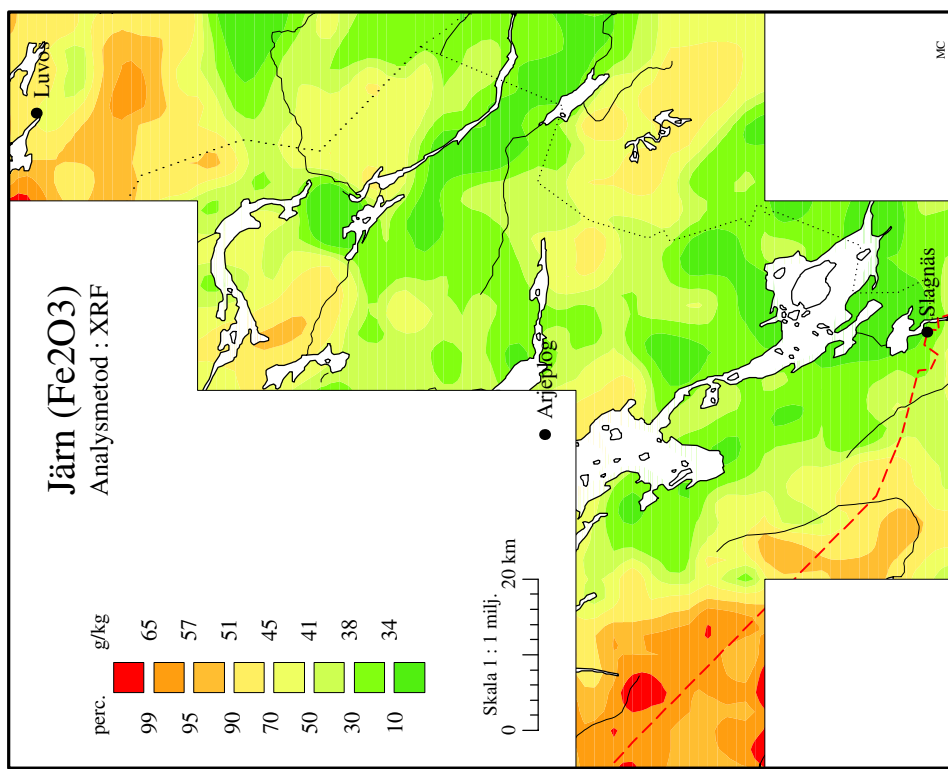 Järn (Fe2O3)
Analysmetod : XRF
perc.
g/kg
99
65
95
57
90
51
70
45
50
41
30
38
10
34
Skala 1 : 1 milj.
0
20 km
Luvos
Arjeplog
Slagnäs
MC